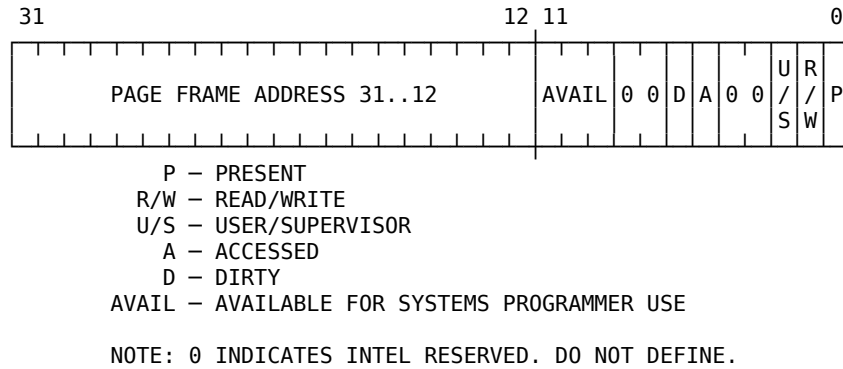 31 12 11 0
U R
PAGE FRAME ADDRESS 31..12 AVAIL 0 0 D A 0 0 / / P
S W
P — PRESENT
R/W — READ/WRITE
U/S — USER/SUPERVISOR
A — ACCESSED
D — DIRTY
AVAIL — AVAILABLE FOR SYSTEMS PROGRAMMER USE
NOTE: 0 INDICATES INTEL RESERVED. DO NOT DEFINE.